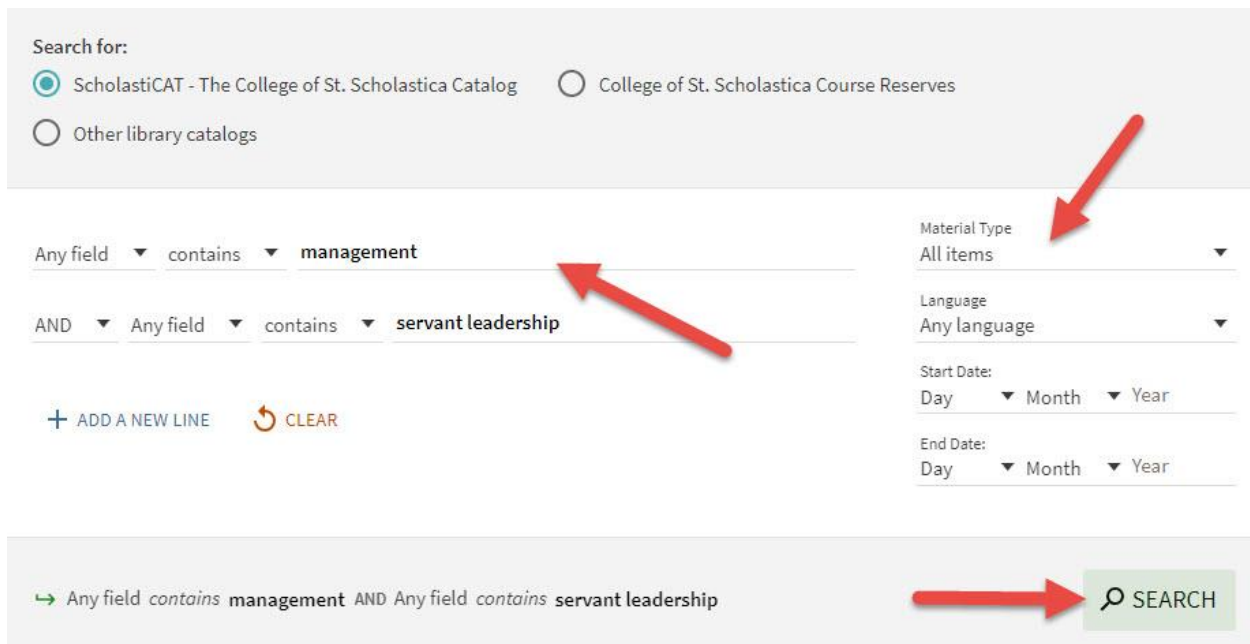 Search for:
ScholastiCAT - The College of St. Scholastica Catalog College of St. Scholastica Course Reserves
Other library catalogs
Any field contains management
AND Any field contains servant leadership
+ ADD A NEW LINE CLEAR
Material Type
All items
Language
Any language
Start Date:
Day Month Year
End Date:
Day Month Year
↪ Any field contains management AND Any field contains servant leadership
SEARCH